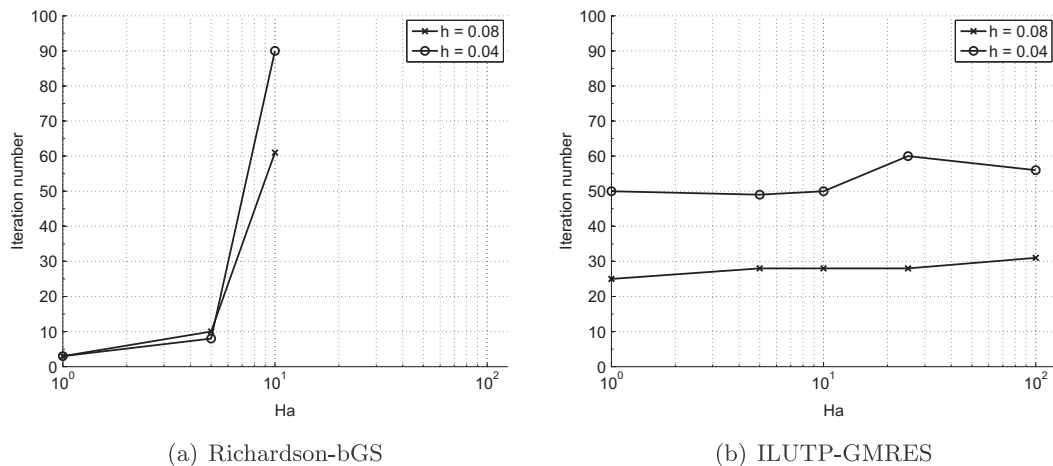 100
90
80
70
60
50
40
30
20
10
0
Iteration number
10^0
10^1
10^2
Ha
h = 0.08
h = 0.04
(a) Richardson-bGS
100
90
80
70
60
50
40
30
20
10
0
Iteration number
10^0
10^1
10^2
Ha
h = 0.08
h = 0.04
(b) ILUTP-GMRES